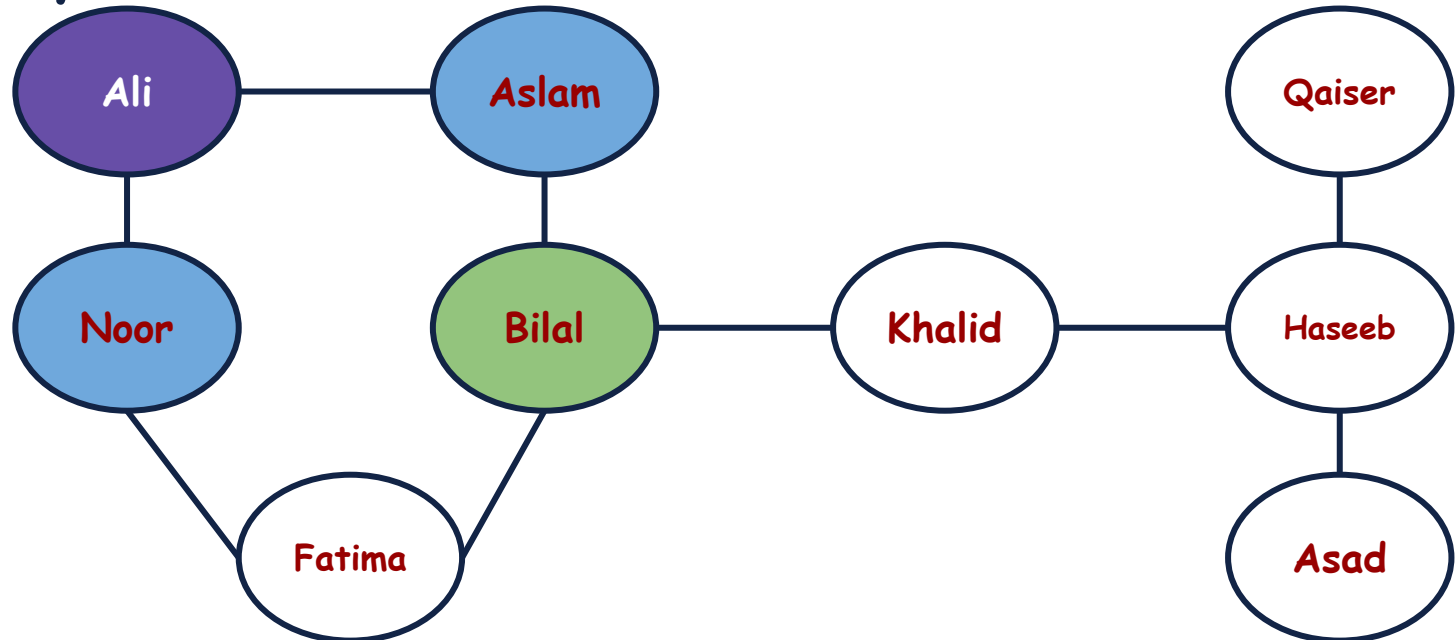 Ali
Aslam
Qaiser
Noor
Bilal
Khalid
Haseeb
Fatima
Asad